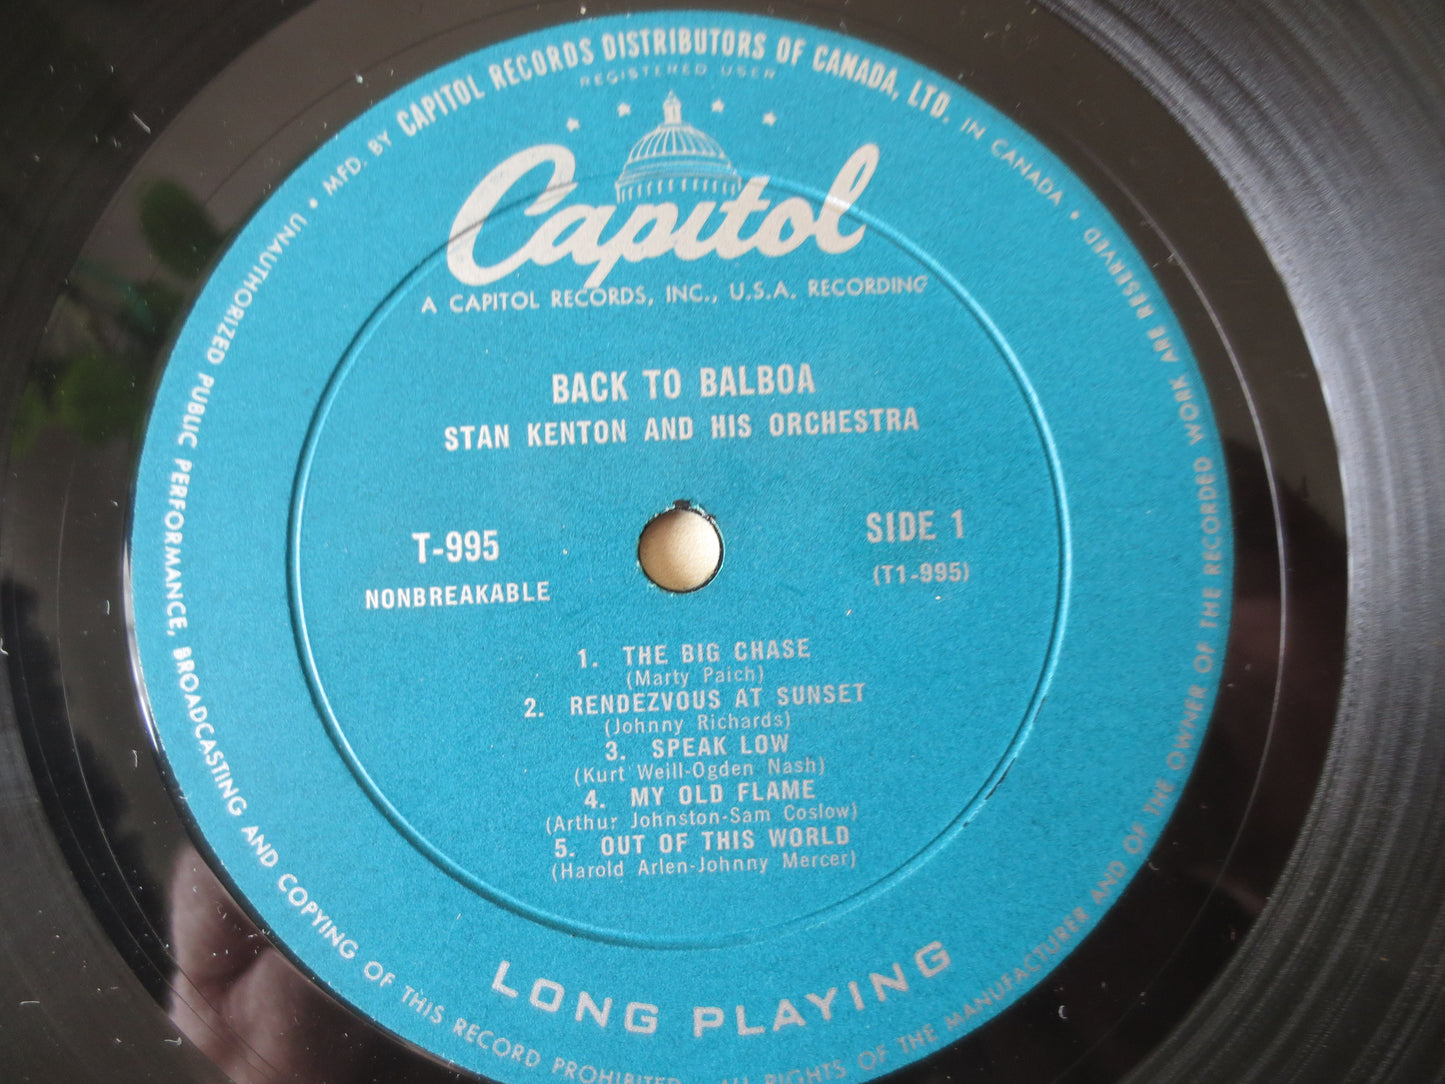 MFD. BY CAPITOL RECORDS DISTRIBUTORS OF CANADA, LTD. IN CANADA •
REGISTERED USER
Capitol
A CAPITOL RECORDS, INC., U.S.A. RECORDING
BACK TO BALBOA
STAN KENTON AND HIS ORCHESTRA
T-995
NONBREAKABLE
SIDE 1
(T1-995)
1. THE BIG CHASE
(Marty Paich)
2. RENDEZVOUS AT SUNSET
(Johnny Richards)
3. SPEAK LOW
(Kurt Weill-Ogden Nash)
4. MY OLD FLAME
(Arthur Johnston-Sam Coslow)
5. OUT OF THIS WORLD
(Harold Arlen-Johnny Mercer)
LONG PLAYING
• UNAUTHORIZED PUBLIC PERFORMANCE, BROADCASTING AND COPYING OF THIS RECORD PROHIBITED. ALL RIGHTS OF THE MANUFACTURER AND OF THE OWNER OF THE RECORDED WORK ARE RESERVED